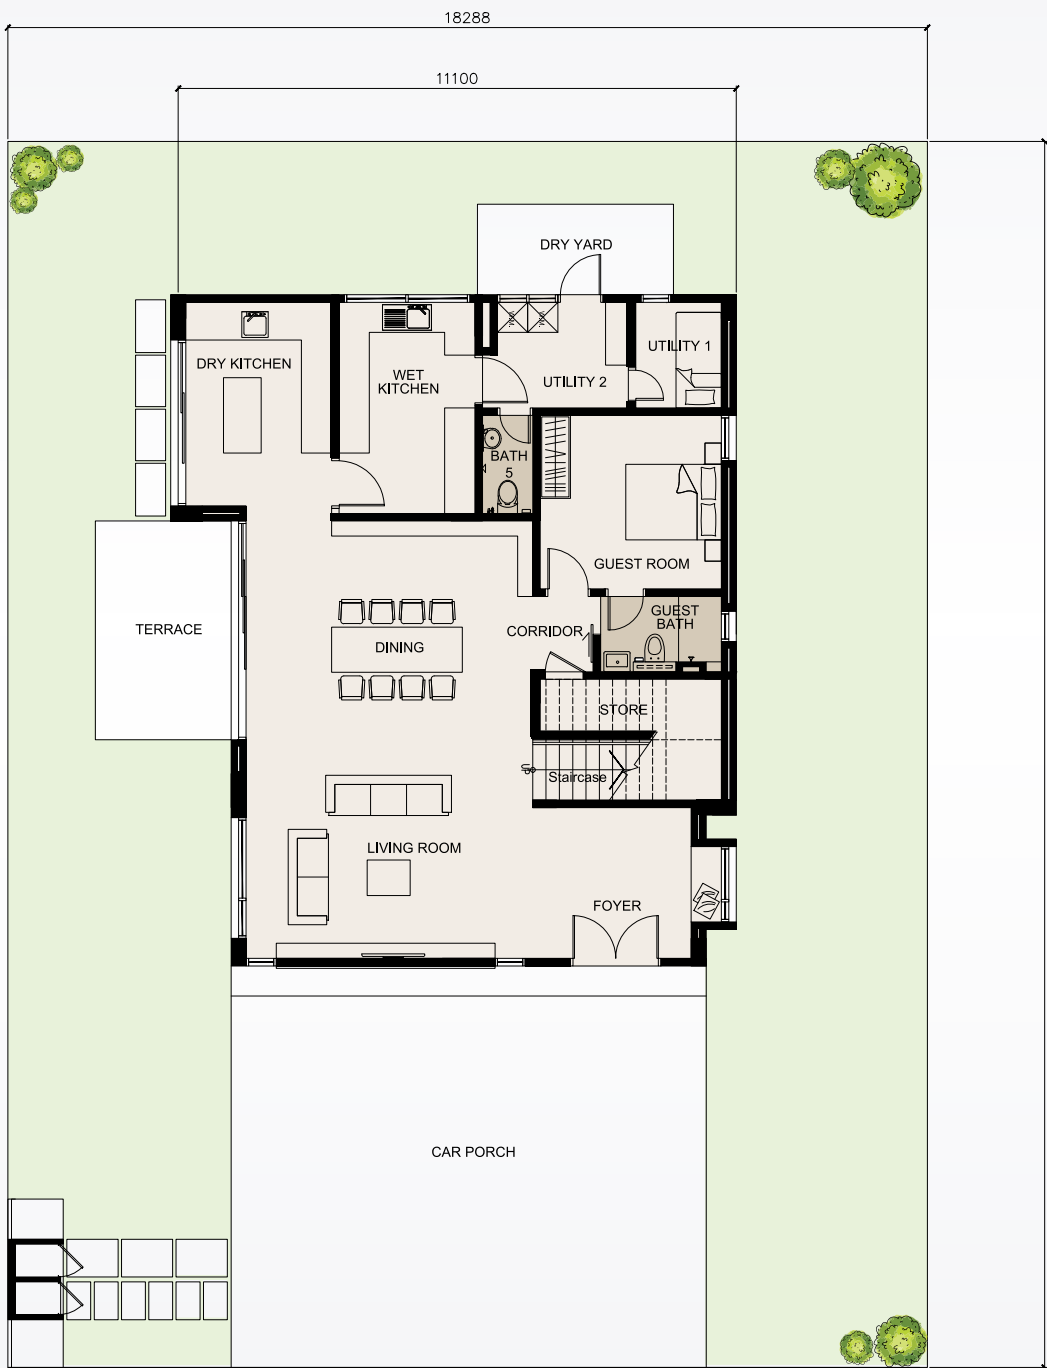 18288
11100
DRY YARD
W/M
W/M
UTILITY 1
DRY KITCHEN
WET
KITCHEN
UTILITY 2
BATH
5
GUEST ROOM
GUEST
BATH
TERRACE
CORRIDOR
DINING
STORE
UP
Staircase
LIVING ROOM
FOYER
CAR PORCH